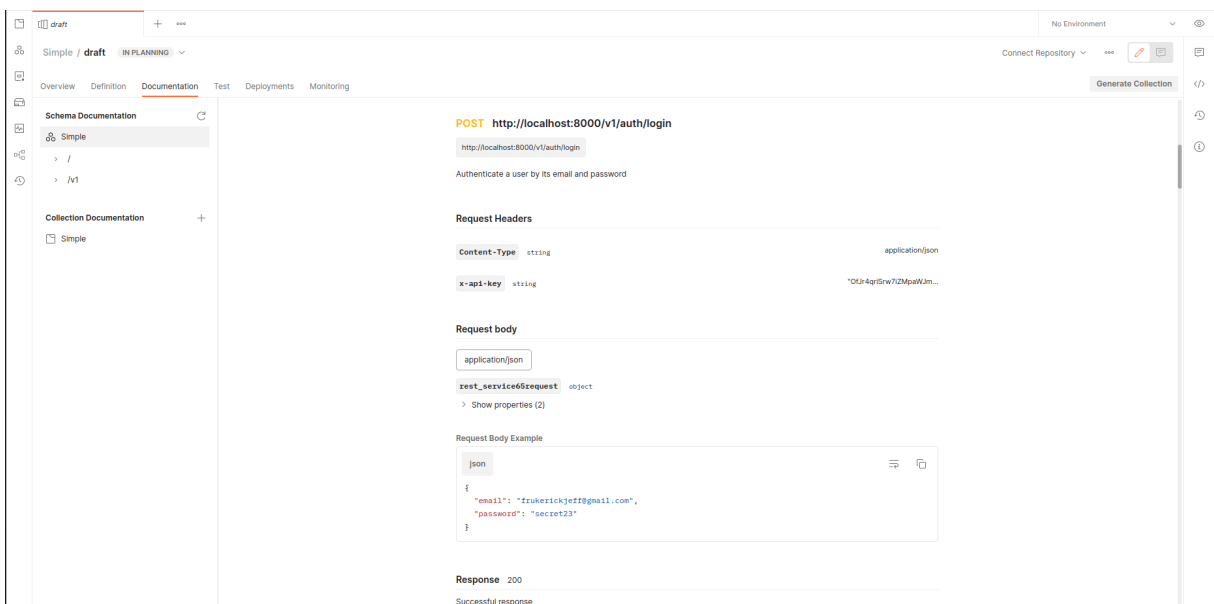 draft
No Environment
Simple / draft IN PLANNING
Connect Repository
Overview Definition Documentation Test Deployments Monitoring
Generate Collection
Schema Documentation
Simple
/
/v1
Collection Documentation
Simple
POST http://localhost:8000/v1/auth/login
http://localhost:8000/v1/auth/login
Authenticate a user by its email and password
Request Headers
Content-Type string application/json
x-api-key string
Request body
application/json
rest_service65request object
Show properties (2)
Request Body Example
json
{
"email": "frukerickjeff@gmail.com",
"password": "secret23"
}
Response 200
Successful response